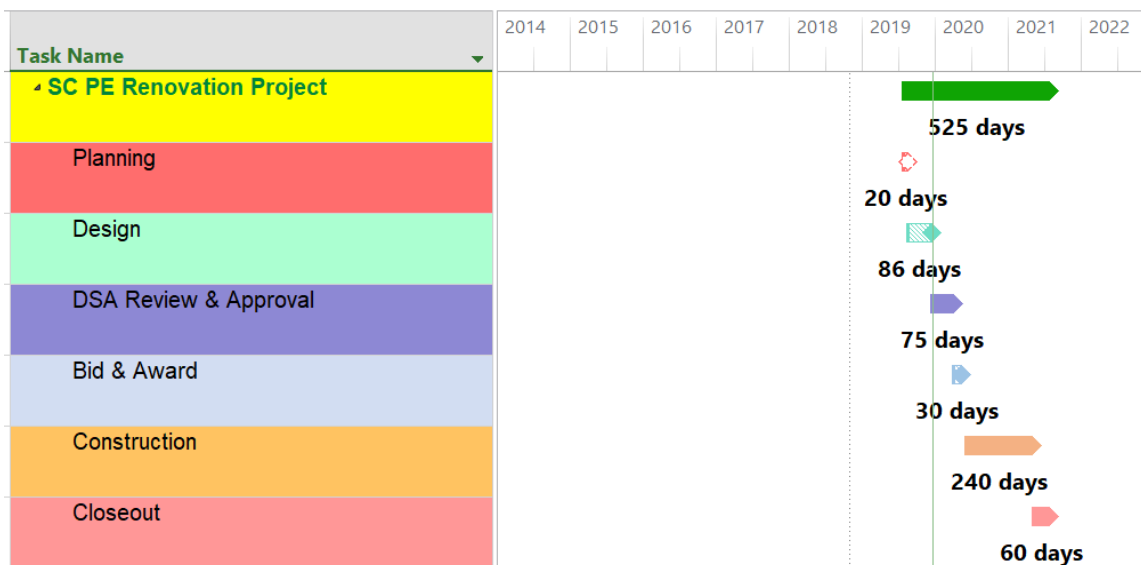 2014 2015 2016 2017 2018 2019 2020 2021 2022
Task Name
SC PE Renovation Project
525 days
Planning
20 days
Design
86 days
DSA Review & Approval
75 days
Bid & Award
30 days
Construction
240 days
Closeout
60 days